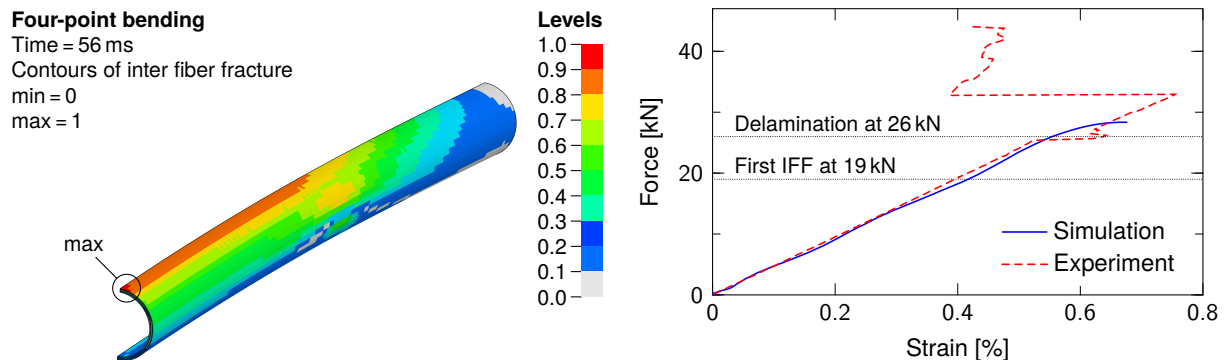 Four-point bending
Time = 56 ms
Contours of inter fiber fracture
min = 0
max = 1
max
Levels
1.0
0.9
0.8
0.7
0.6
0.5
0.4
0.3
0.2
0.1
0.0
Force [kN]
40
20
0
Delamination at 26 kN
First IFF at 19 kN
Simulation
Experiment
0 0.2 0.4 0.6 0.8
Strain [%]